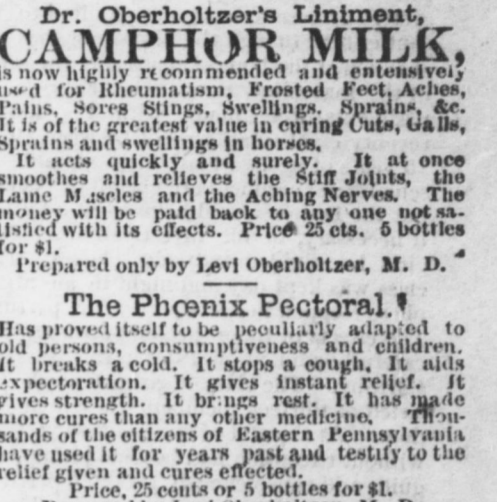 Dr. Oberholtzer's Liniment,
CAMPHOR MILK,
is now highly recommended and entensively
used for Rheumatism, Frosted Feet, Aches,
Pains, Sores Stings, Swellings. Sprains, &c.
It is of the greatest value in curing Cuts, Galls,
Sprains and swellings in horses.
It acts quickly and surely. It at once
smoothes and relieves the Stiff Joints, the
Lame Muscles and the Aching Nerves. The
money will be paid back to any one not sa-
tisfied with its effects. Price 25 cts. 5 bottles
for $1.
Prepared only by Levi Oberholtzer, M. D.
The Phœnix Pectoral.
Has proved itself to be peculiarly adapted to
old persons, consumptiveness and children.
It breaks a cold. It stops a cough. It aids
expectoration. It gives instant relief. It
gives strength. It brings rest. It has made
more cures than any other medicine. Thou-
sands of the citizens of Eastern Pennsylvania
have used it for years past and testify to the
relief given and cures effected.
Price, 25 cents or 5 bottles for $1.